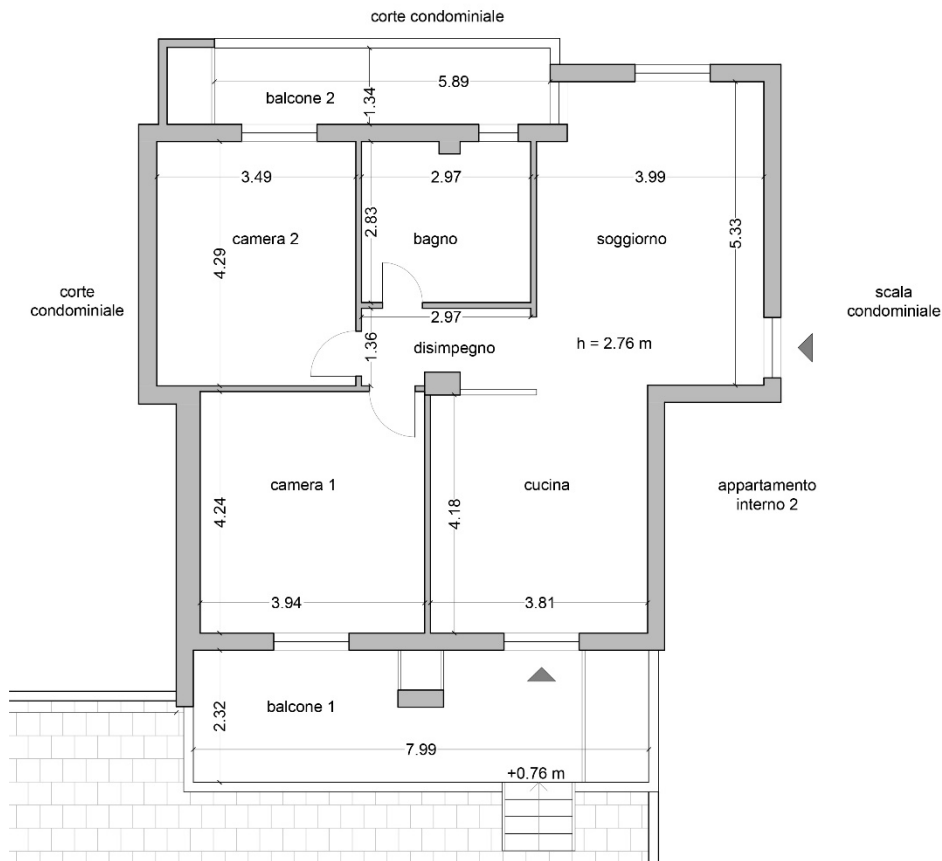 corte condominiale
5.89
balcone 2
1.34
3.49
2.97
3.99
camera 2
2.83
bagno
soggiorno
5.33
4.29
corte
condominiale
scala
condominiale
2.97
1.36
disimpegno
h = 2.76 m
camera 1
cucina
appartamento
interno 2
4.24
4.18
3.94
3.81
balcone 1
2.32
7.99
+0.76 m